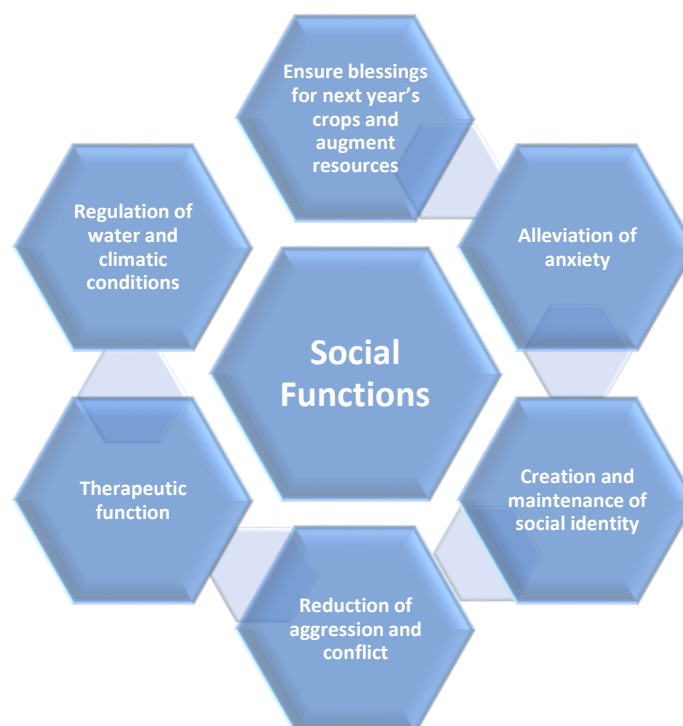 Ensure blessings
for next year's
crops and
augment
resources
Regulation of
water and
climatic
conditions
Alleviation of
anxiety
Social
Functions
Therapeutic
function
Creation and
maintenance of
social identity
Reduction of
aggression and
conflict